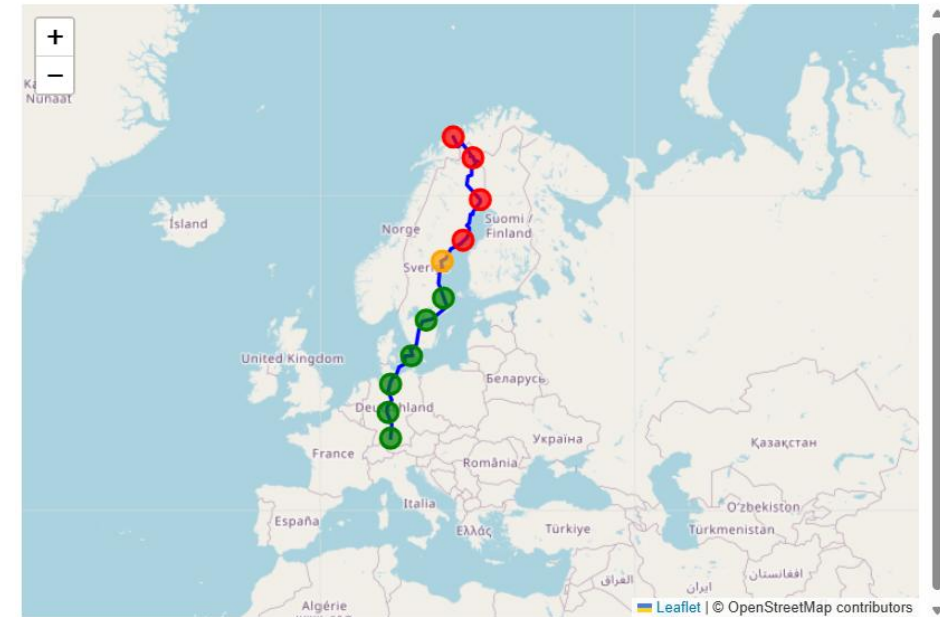 +
−
Nunaat
Ísland
Norge
Suomi /
Finland
United Kingdom
Беларусь
Deutschland
Україна
Қазақстан
France
România
Italia
O'zbekiston
España
Ελλάς
Türkiye
Türkmenistan
افغانستان
العراق
ایران
Algérie
Leaflet | © OpenStreetMap contributors